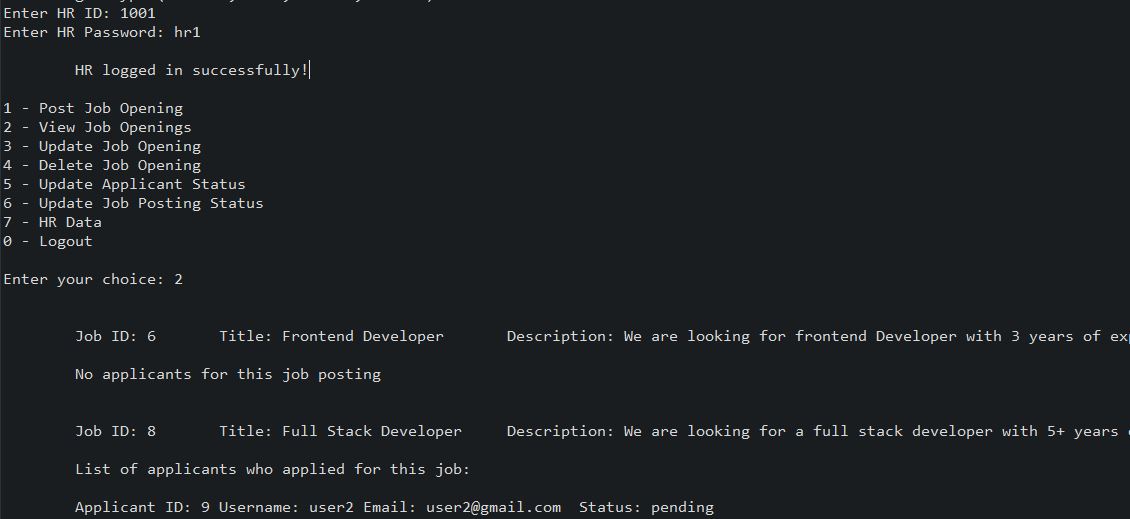 Enter HR ID: 1001
Enter HR Password: hr1
HR logged in successfully!
1 - Post Job Opening
2 - View Job Openings
3 - Update Job Opening
4 - Delete Job Opening
5 - Update Applicant Status
6 - Update Job Posting Status
7 - HR Data
0 - Logout
Enter your choice: 2
Job ID: 6 Title: Frontend Developer Description: We are looking for frontend Developer with 3 years of
No applicants for this job posting
Job ID: 8 Title: Full Stack Developer Description: We are looking for a full stack developer with 5+ years
List of applicants who applied for this job:
Applicant ID: 9 Username: user2 Email: user2@gmail.com Status: pending